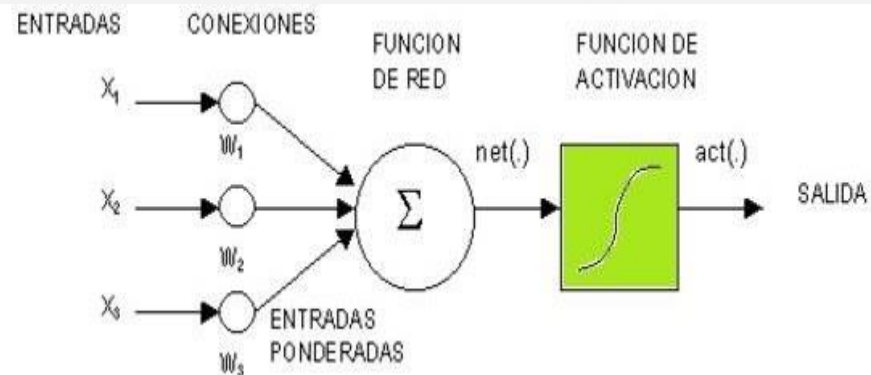 ENTRADAS
CONEXIONES
FUNCION
DE RED
FUNCION DE
ACTIVACION
X₁
W₁
net(.)
act(.)
X₂
W₂
Σ
SALIDA
X₃
W₃
ENTRADAS
PONDERADAS